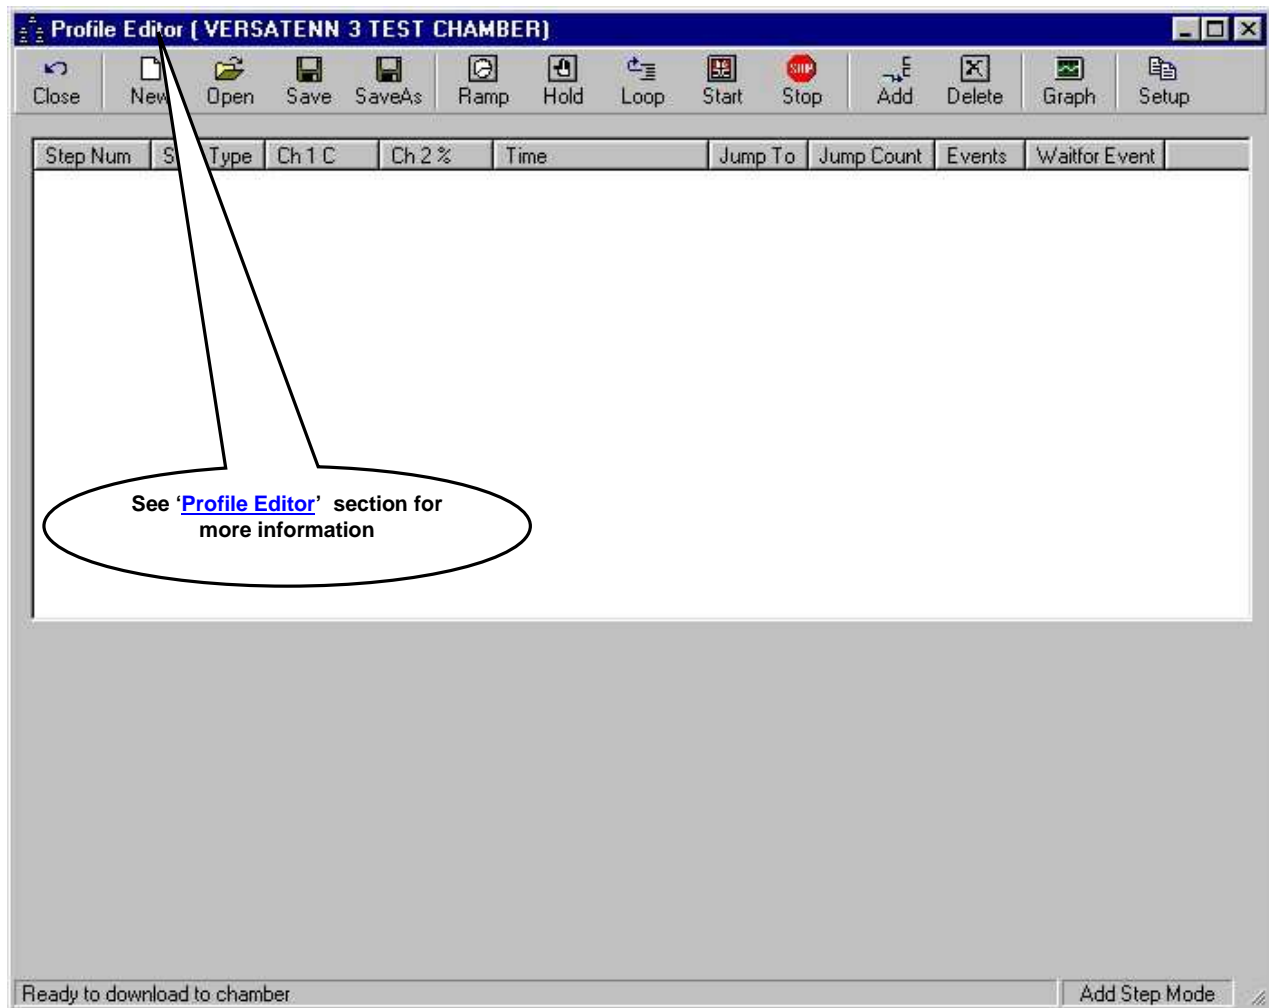 Profile Editor ( VERSATENN 3 TEST CHAMBER)
Close New Open Save SaveAs Ramp Hold Loop Start Stop Add Delete Graph Setup
Step Num S Type Ch 1 C Ch 2 % Time Jump To Jump Count Events Waitfor Event
See ‘Profile Editor’ section for
more information
Ready to download to chamber Add Step Mode